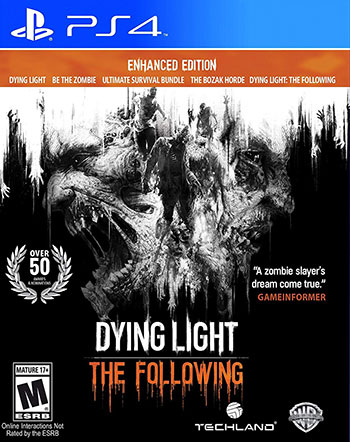 PS4
ENHANCED EDITION
DYING LIGHT BE THE ZOMBIE ULTIMATE SURVIVAL BUNDLE THE BOZAK HORDE DYING LIGHT: THE FOLLOWING
OVER
50
AWARDS
& NOMINATIONS
"A zombie slayer's
dream come true."
GAMEINFORMER
DYING LIGHT
THE FOLLOWING
MATURE 17+
M
ESRB
Online Interactions Not
Rated by the ESRB
TECHLAND
WB